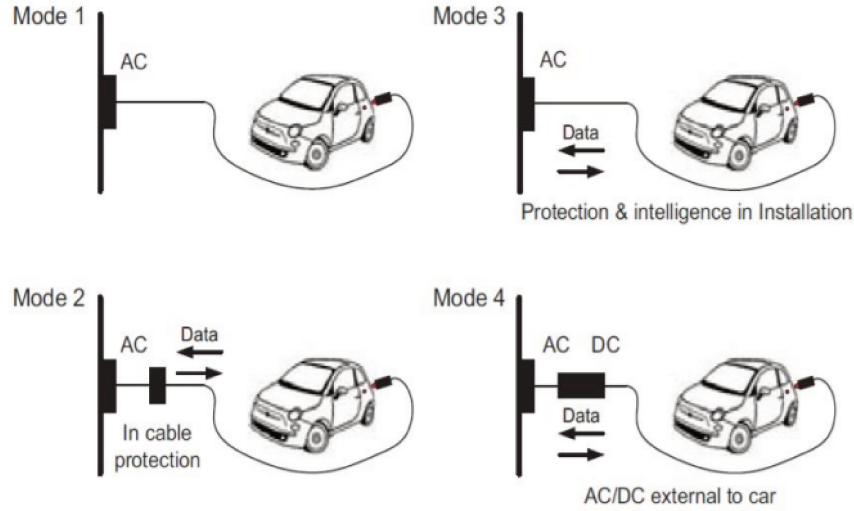 Mode 1
AC
Mode 3
AC
Data
Protection & intelligence in Installation
Mode 2
AC
Data
In cable
protection
Mode 4
AC DC
Data
AC/DC external to car